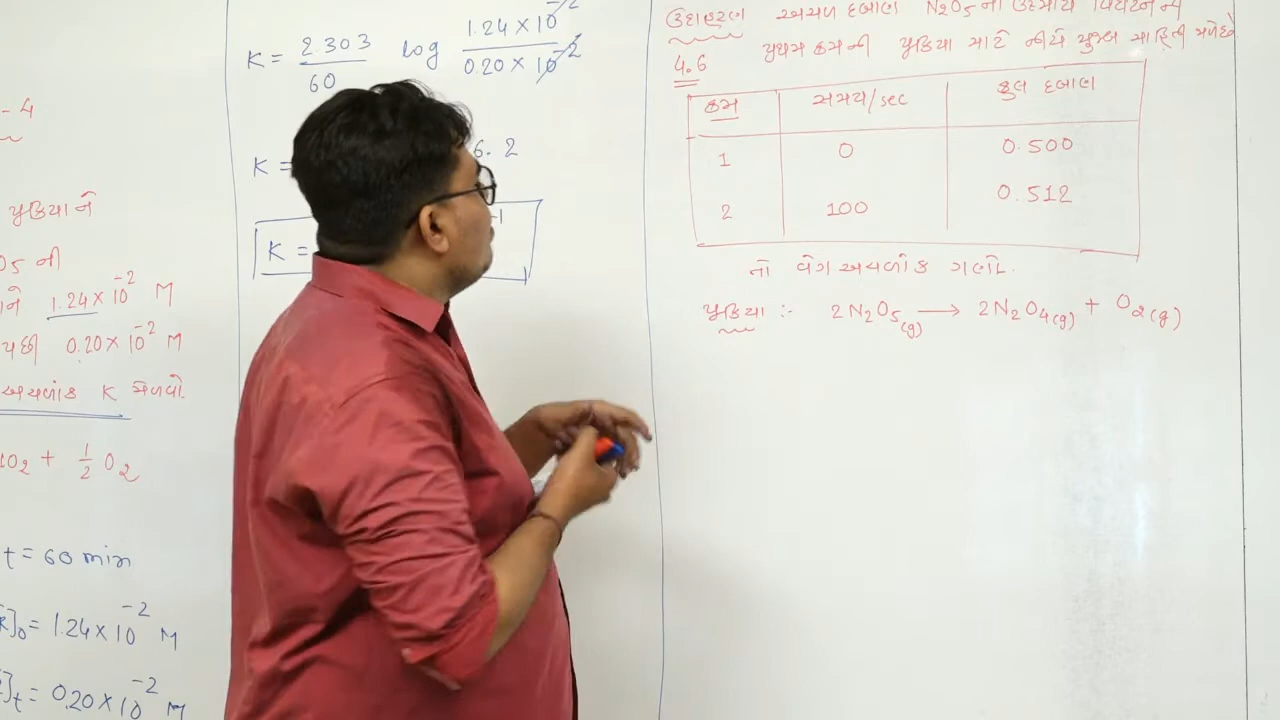 - 4
પ્રક્રિયાને
O5 ની
ને 1.24×10⁻² M
પછી 0.20×10⁻² M
અચળાંક K મેળવો
O2 + 1/2 O2
t = 60 min
]0 = 1.24×10⁻² M
]t = 0.20×10⁻² M
K = 2.303/60 log 1.24×10⁻²/0.20×10⁻²
K = 6.2
K = -1
ઉદાહરણ અચળ દબાણે N2O5 ના ઉષ્મીય વિઘટનની
4.6 પ્રથમ ક્રમની પ્રક્રિયા માટે નીચે મુજબ માહિતી મળે
ક્રમ સમય/sec કુલ દબાણ
1 0 0.500
2 100 0.512
તો વેગ અચળાંક ગણો.
પ્રક્રિયા :- 2N2O5(g) ⟶ 2N2O4(g) + O2(g)